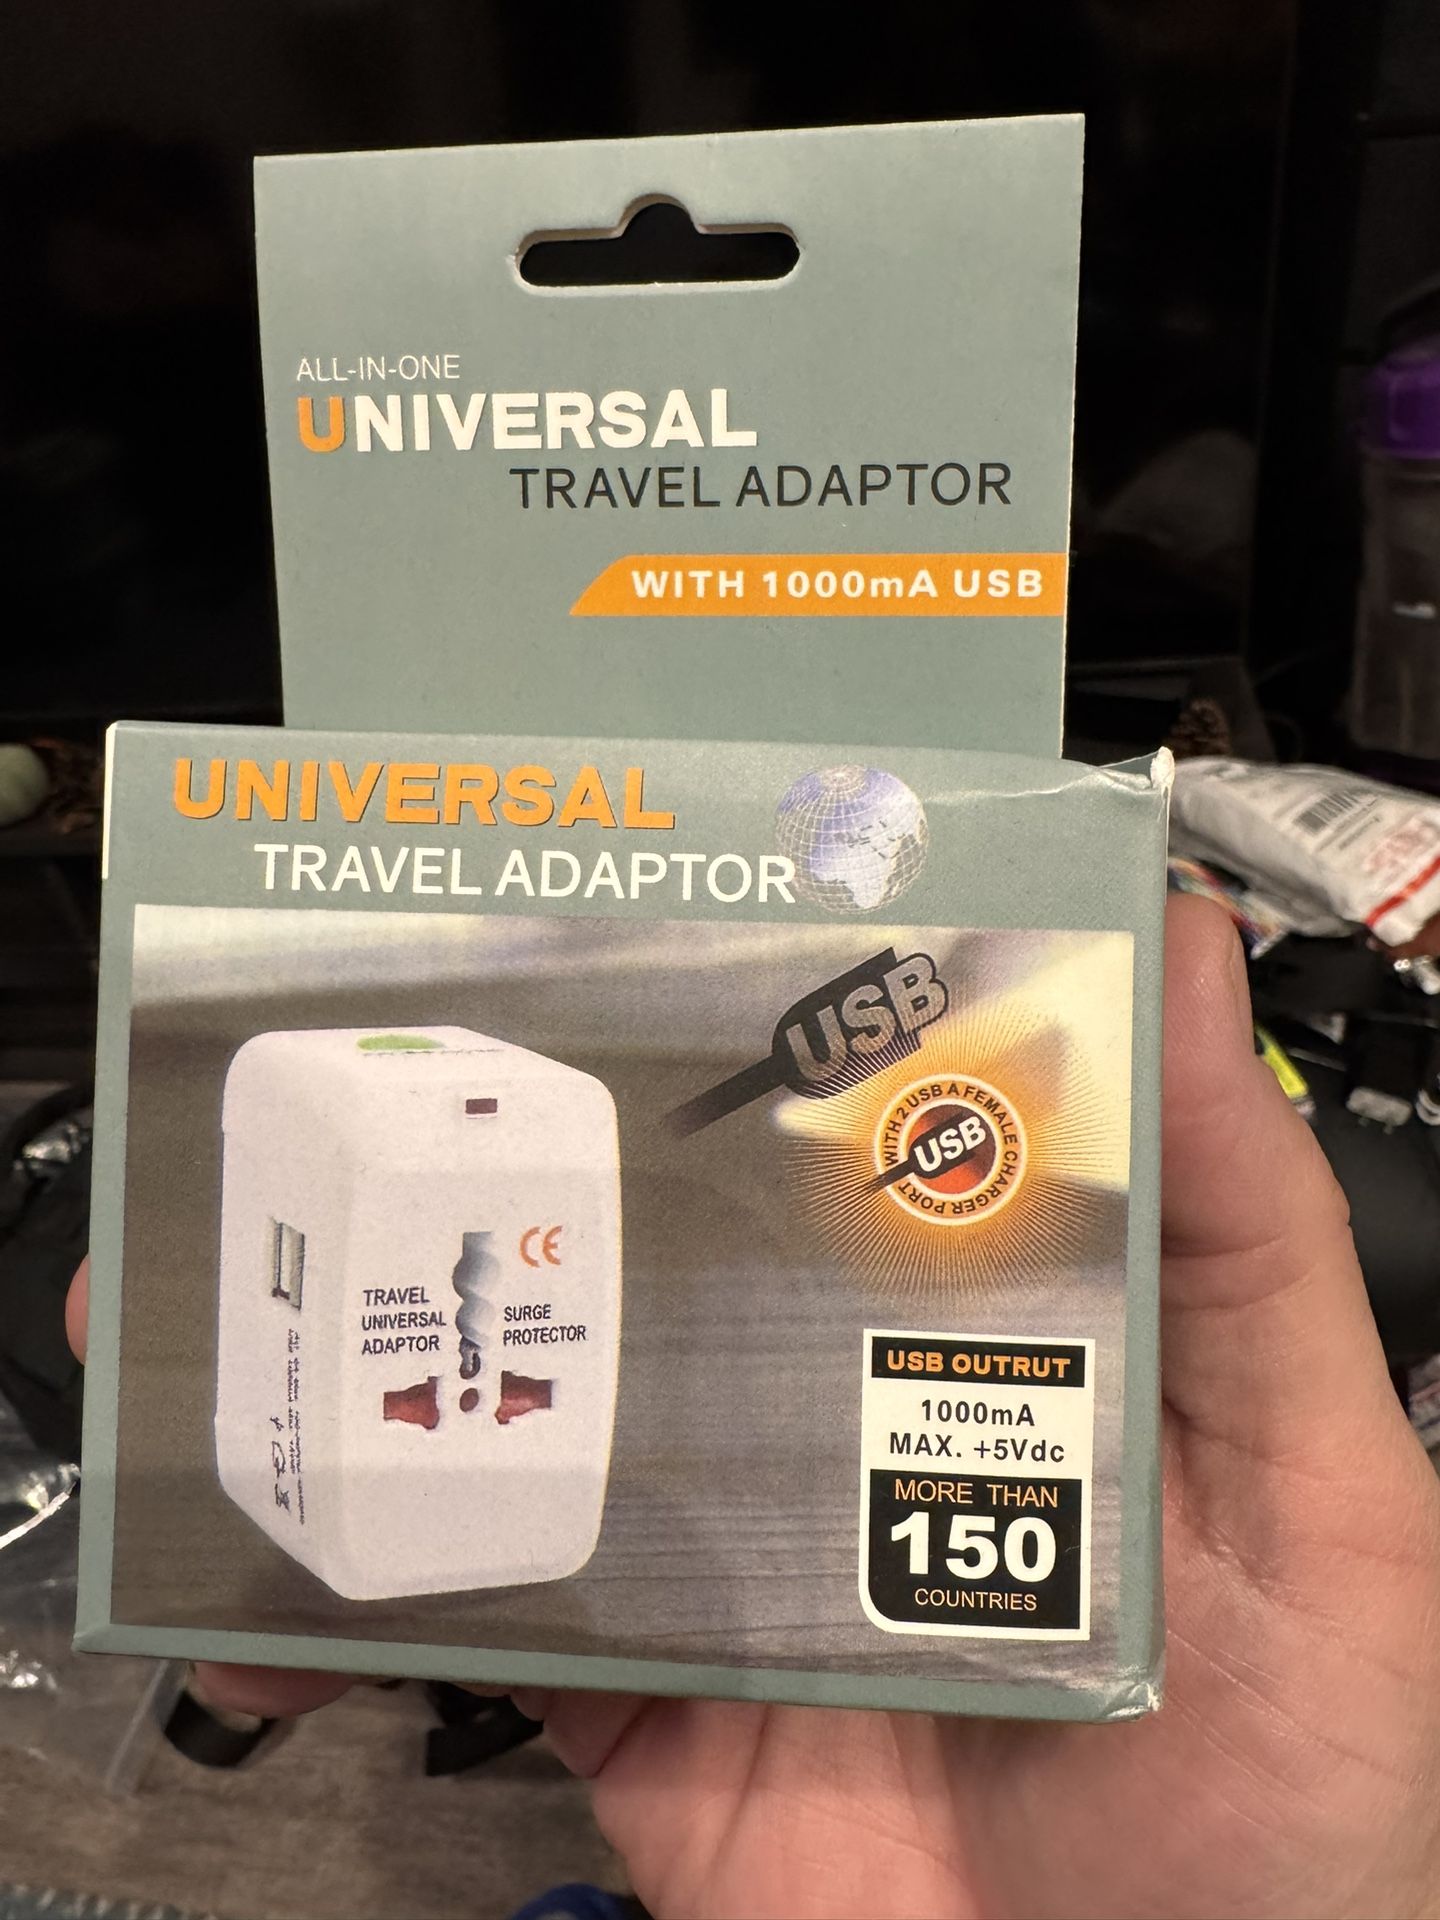 ALL-IN-ONE
UNIVERSAL
TRAVEL ADAPTOR
WITH 1000mA USB
UNIVERSAL
TRAVEL ADAPTOR
USB
WITH 2 USB A FEMALE CHARGER PORT
USB
CE
TRAVEL
UNIVERSAL
ADAPTOR
SURGE
PROTECTOR
USB OUTRUT
1000mA
MAX. +5Vdc
MORE THAN
150
COUNTRIES